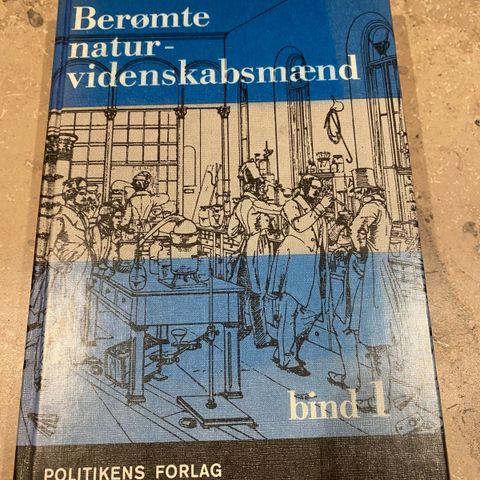 Berømte
natur-
videnskabsmænd
bind 1
POLITIKENS FORLAG